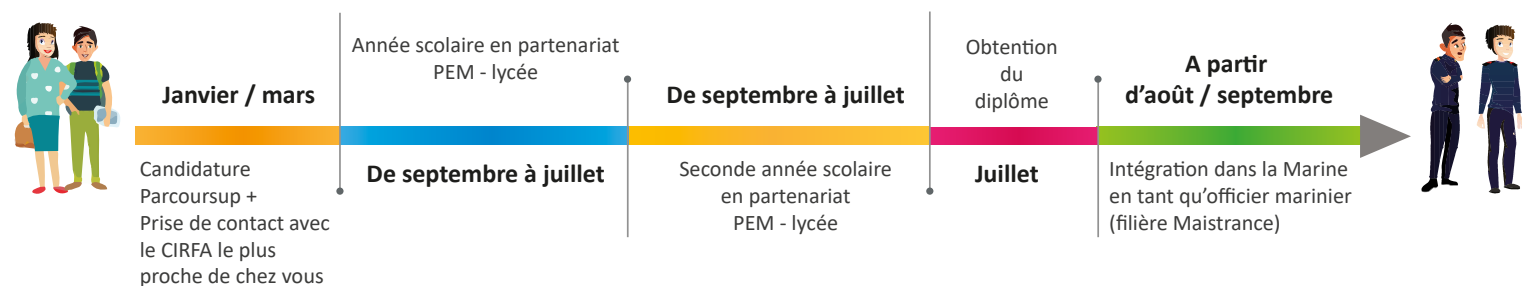 Janvier / mars
Candidature
Parcoursup +
Prise de contact avec
le CIRFA le plus
proche de chez vous
Année scolaire en partenariat
PEM - lycée
De septembre à juillet
De septembre à juillet
Seconde année scolaire
en partenariat
PEM - lycée
Obtention
du
diplôme
Juillet
A partir
d'août / septembre
Intégration dans la Marine
en tant qu'officier marinier
(filière Maistrance)